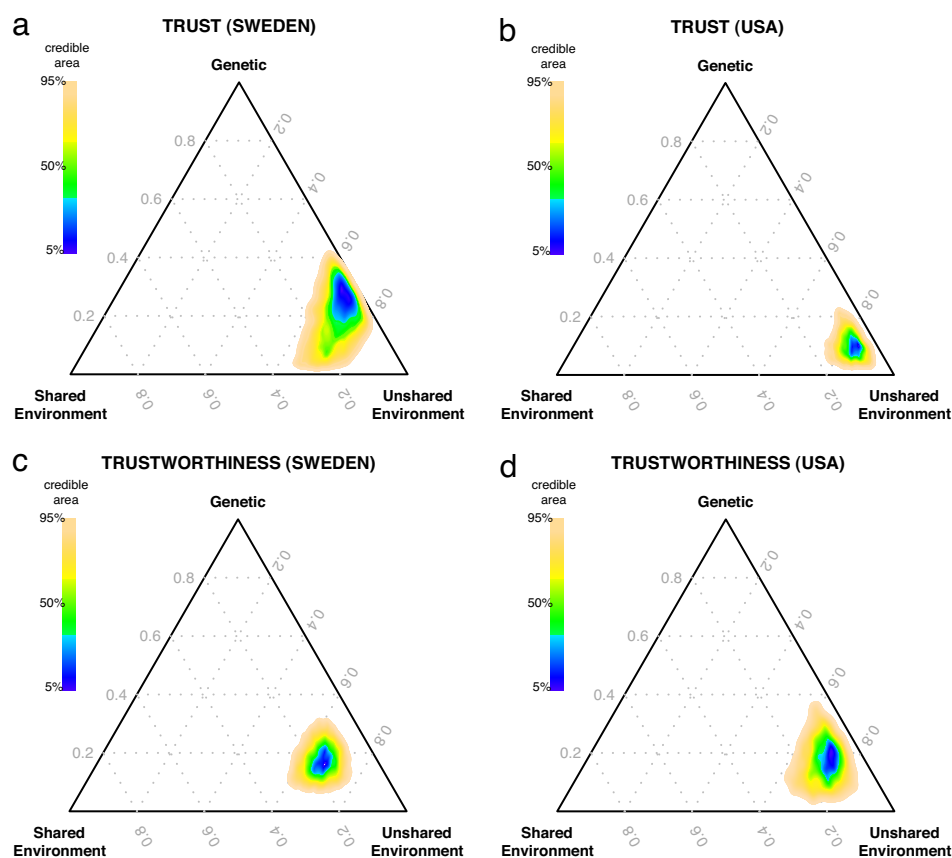 a
TRUST (SWEDEN)
credible
area
95%
50%
5%
Genetic
0.8
0.6
0.4
0.2
0.2
0.4
0.6
0.8
0.8
0.6
0.4
0.2
Shared
Environment
Unshared
Environment
b
TRUST (USA)
credible
area
95%
50%
5%
Genetic
0.8
0.6
0.4
0.2
0.2
0.4
0.6
0.8
0.8
0.6
0.4
0.2
Shared
Environment
Unshared
Environment
c
TRUSTWORTHINESS (SWEDEN)
credible
area
95%
50%
5%
Genetic
0.8
0.6
0.4
0.2
0.2
0.4
0.6
0.8
0.8
0.6
0.4
0.2
Shared
Environment
Unshared
Environment
d
TRUSTWORTHINESS (USA)
credible
area
95%
50%
5%
Genetic
0.8
0.6
0.4
0.2
0.2
0.4
0.6
0.8
0.8
0.6
0.4
0.2
Shared
Environment
Unshared
Environment